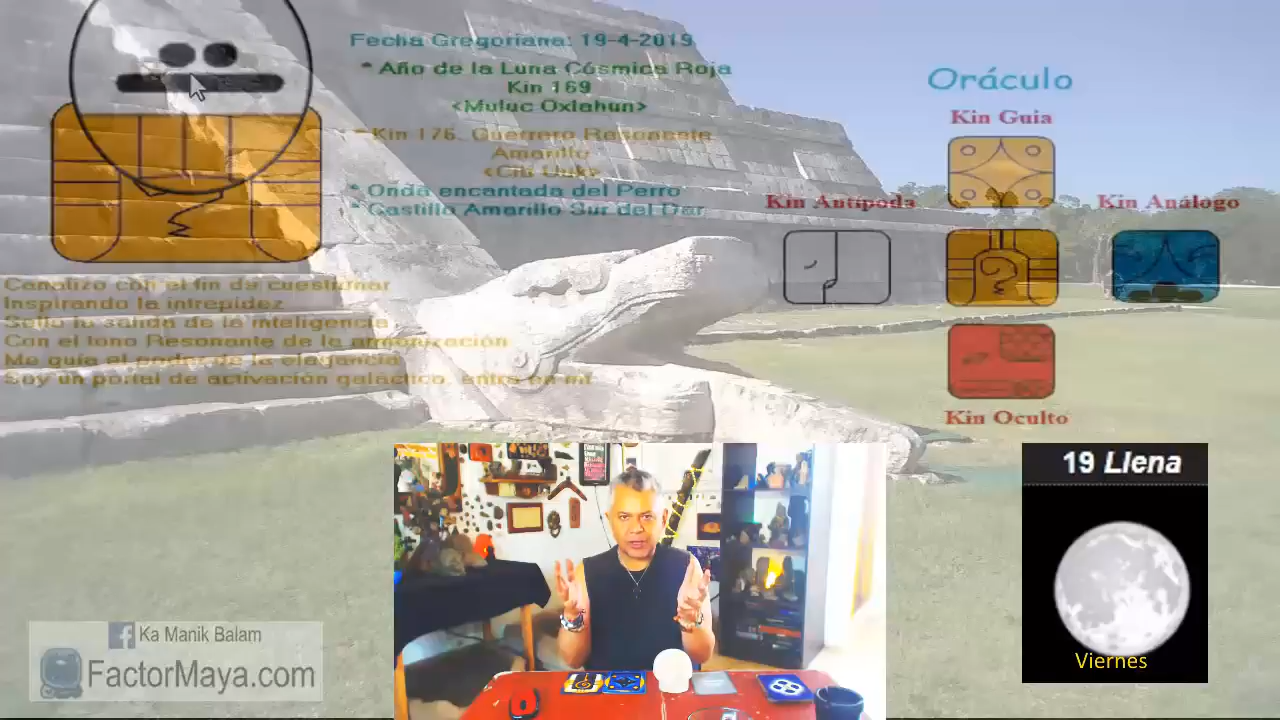 Fecha Gregoriana: 19-4-2019
* Año de la Luna Cósmica Roja
Kin 169
<Muluc Oxlahun>
* Kin 176. Guerrero Resonante
Amarillo
<Cib Uuk>
* Onda encantada del Perro
* Castillo Amarillo Sur del Dar
Canalizo con el fin de cuestionar
Inspirando la intrepidez
Sello la salida de la inteligencia
Con el tono Resonante de la armonización
Me guía el poder de la elegancia
Soy un portal de activación galáctico, entra en mí
Oráculo
Kin Guia
Kin Antípoda
Kin Análogo
Kin Oculto
19 Llena
Viernes
Ka Manik Balam
FactorMaya.com